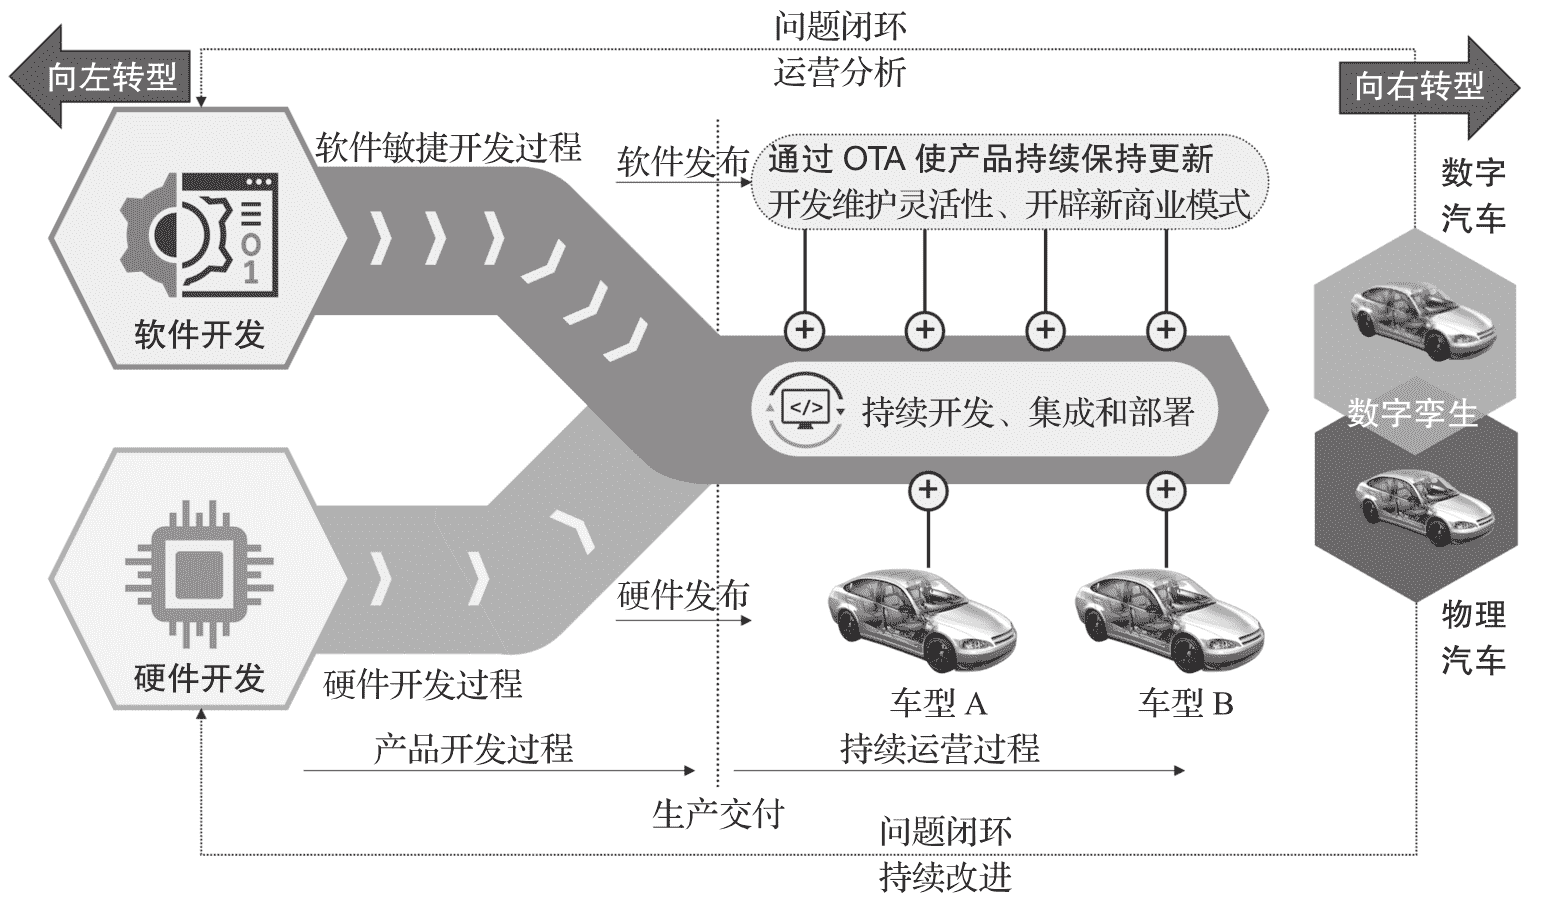 问题闭环
运营分析
向左转型
向右转型
软件敏捷开发过程
软件发布
通过 OTA 使产品持续保持更新
开发维护灵活性、开辟新商业模式
数字
汽车
01
软件开发
</>
持续开发、集成和部署
数字孪生
硬件开发
硬件开发过程
硬件发布
车型 A
车型 B
物理
汽车
产品开发过程
持续运营过程
生产交付
问题闭环
持续改进